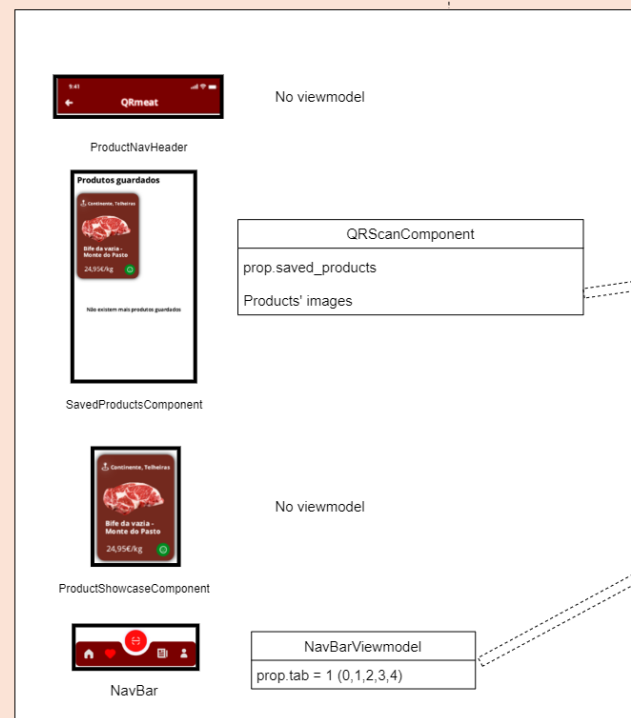 9:41
QRmeat
No viewmodel
ProductNavHeader
Produtos guardados
Continente, Telheiras
Bife da vazia -
Monte do Pasto
24,95€/kg
Não existem mais produtos guardados
QRScanComponent
prop.saved_products
Products' images
SavedProductsComponent
Continente, Telheiras
Bife da vazia -
Monte do Pasto
24,95€/kg
No viewmodel
ProductShowcaseComponent
NavBarViewmodel
prop.tab = 1 (0,1,2,3,4)
NavBar